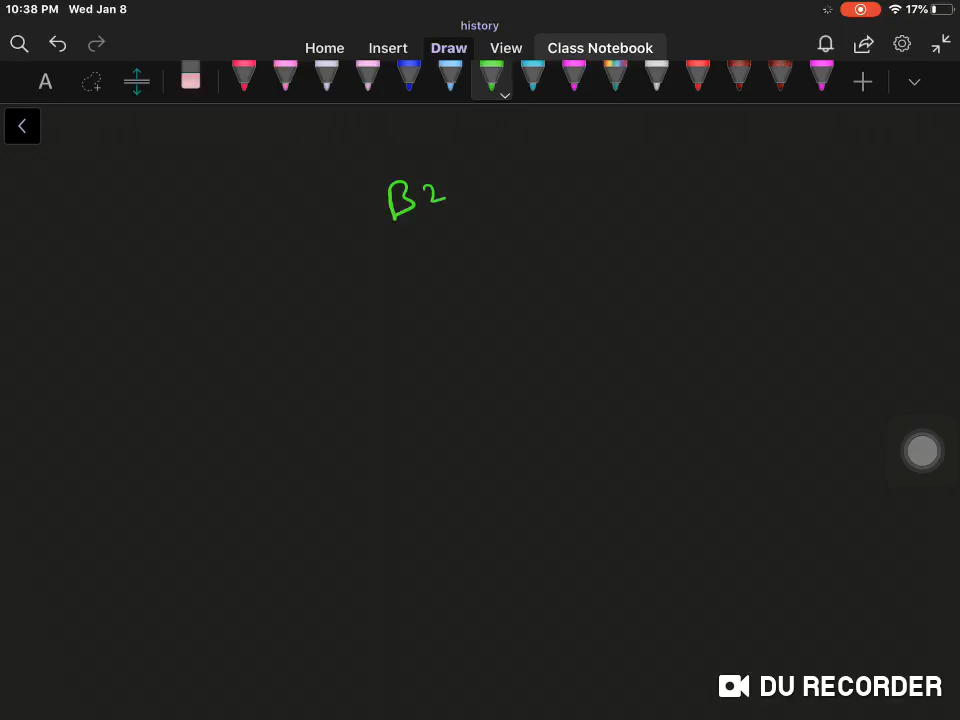 10:38 PM Wed Jan 8
17%
history
Home Insert Draw View Class Notebook
A
B2
DU RECORDER